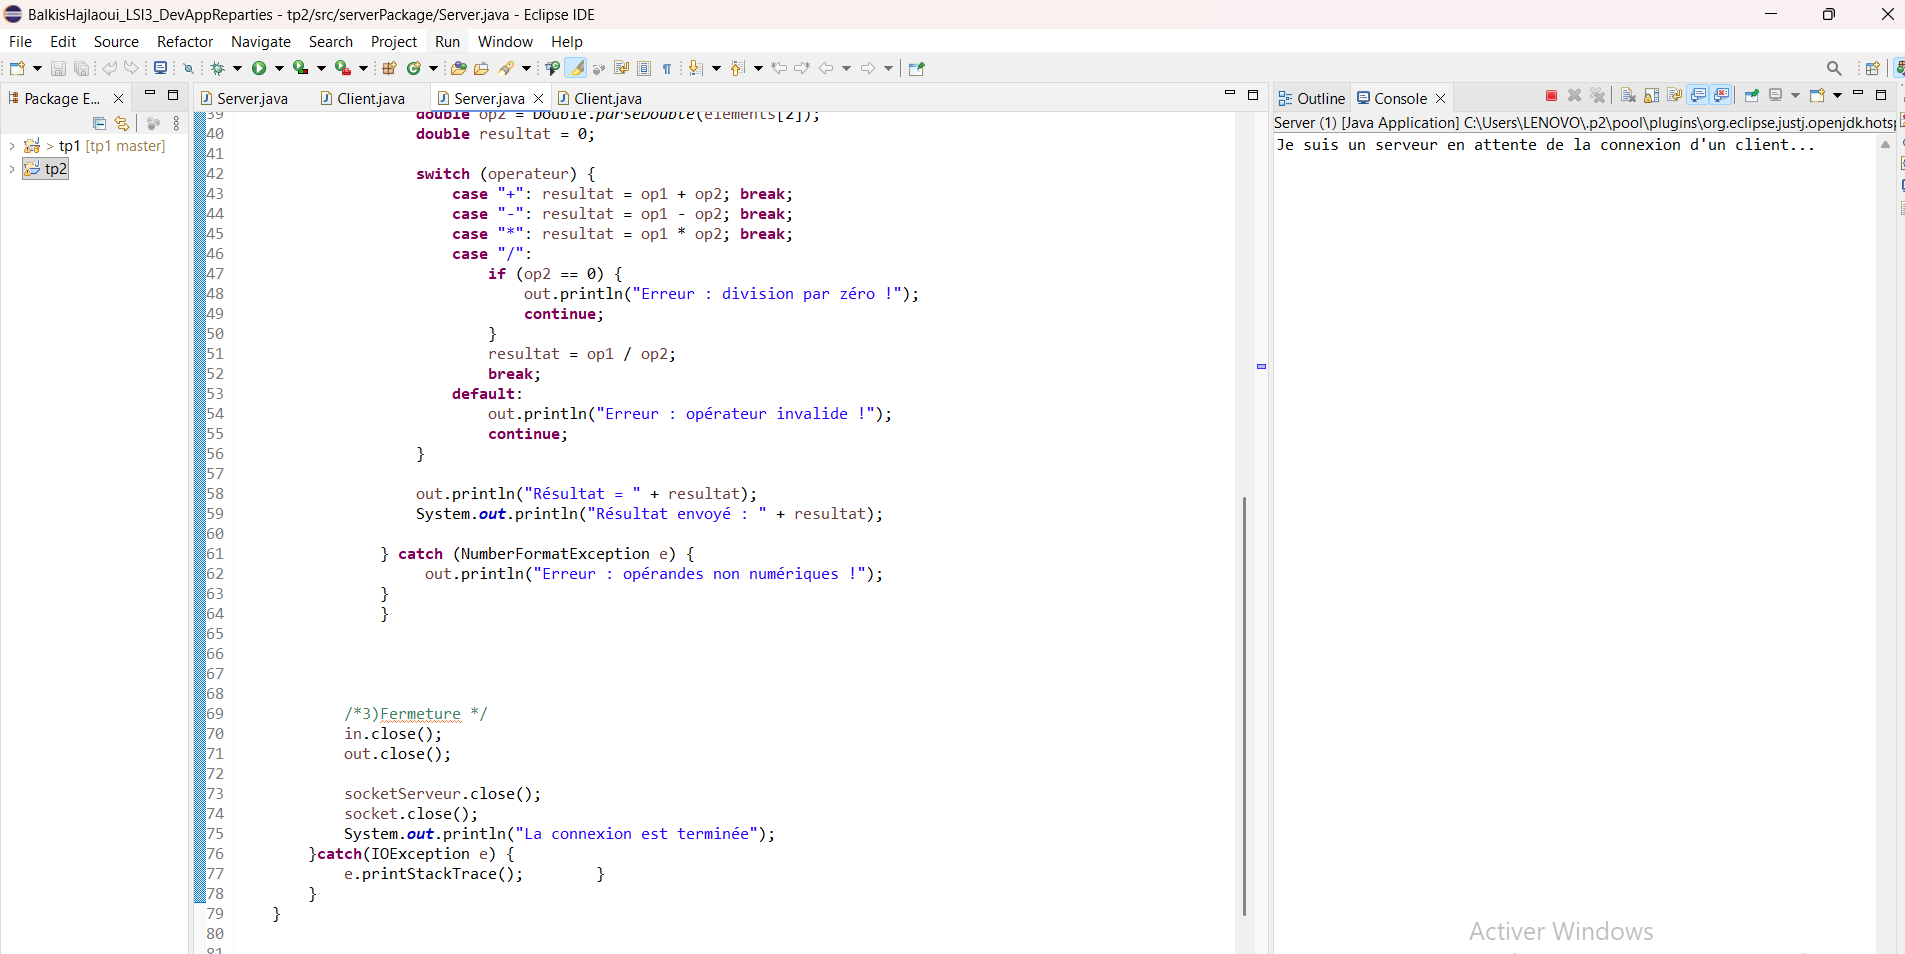 BalkisHajlaoui_LSI3_DevAppReparties - tp2/src/serverPackage/Server.java - Eclipse IDE
File Edit Source Refactor Navigate Search Project Run Window Help
Package E...
> tp1 [tp1 master]
tp2
Server.java Client.java Server.java Client.java
39 double op2 = Double.parseDouble(elements[2]);
40 double resultat = 0;
41
42 switch (operateur) {
43 case "+": resultat = op1 + op2; break;
44 case "-": resultat = op1 - op2; break;
45 case "*": resultat = op1 * op2; break;
46 case "/":
47 if (op2 == 0) {
48 out.println("Erreur : division par zéro !");
49 continue;
50 }
51 resultat = op1 / op2;
52 break;
53 default:
54 out.println("Erreur : opérateur invalide !");
55 continue;
56 }
57
58 out.println("Résultat = " + resultat);
59 System.out.println("Résultat envoyé : " + resultat);
60
61 } catch (NumberFormatException e) {
62 out.println("Erreur : opérandes non numériques !");
63 }
64 }
65
66
67
68
69 /*3)Fermeture */
70 in.close();
71 out.close();
72
73 socketServeur.close();
74 socket.close();
75 System.out.println("La connexion est terminée");
76 }catch(IOException e) {
77 e.printStackTrace(); }
78 }
79 }
80
81
Outline Console
Server (1) [Java Application] C:\Users\LENOVO\.p2\pool\plugins\org.eclipse.justj.openjdk.hots
Je suis un serveur en attente de la connexion d'un client...
Activer Windows